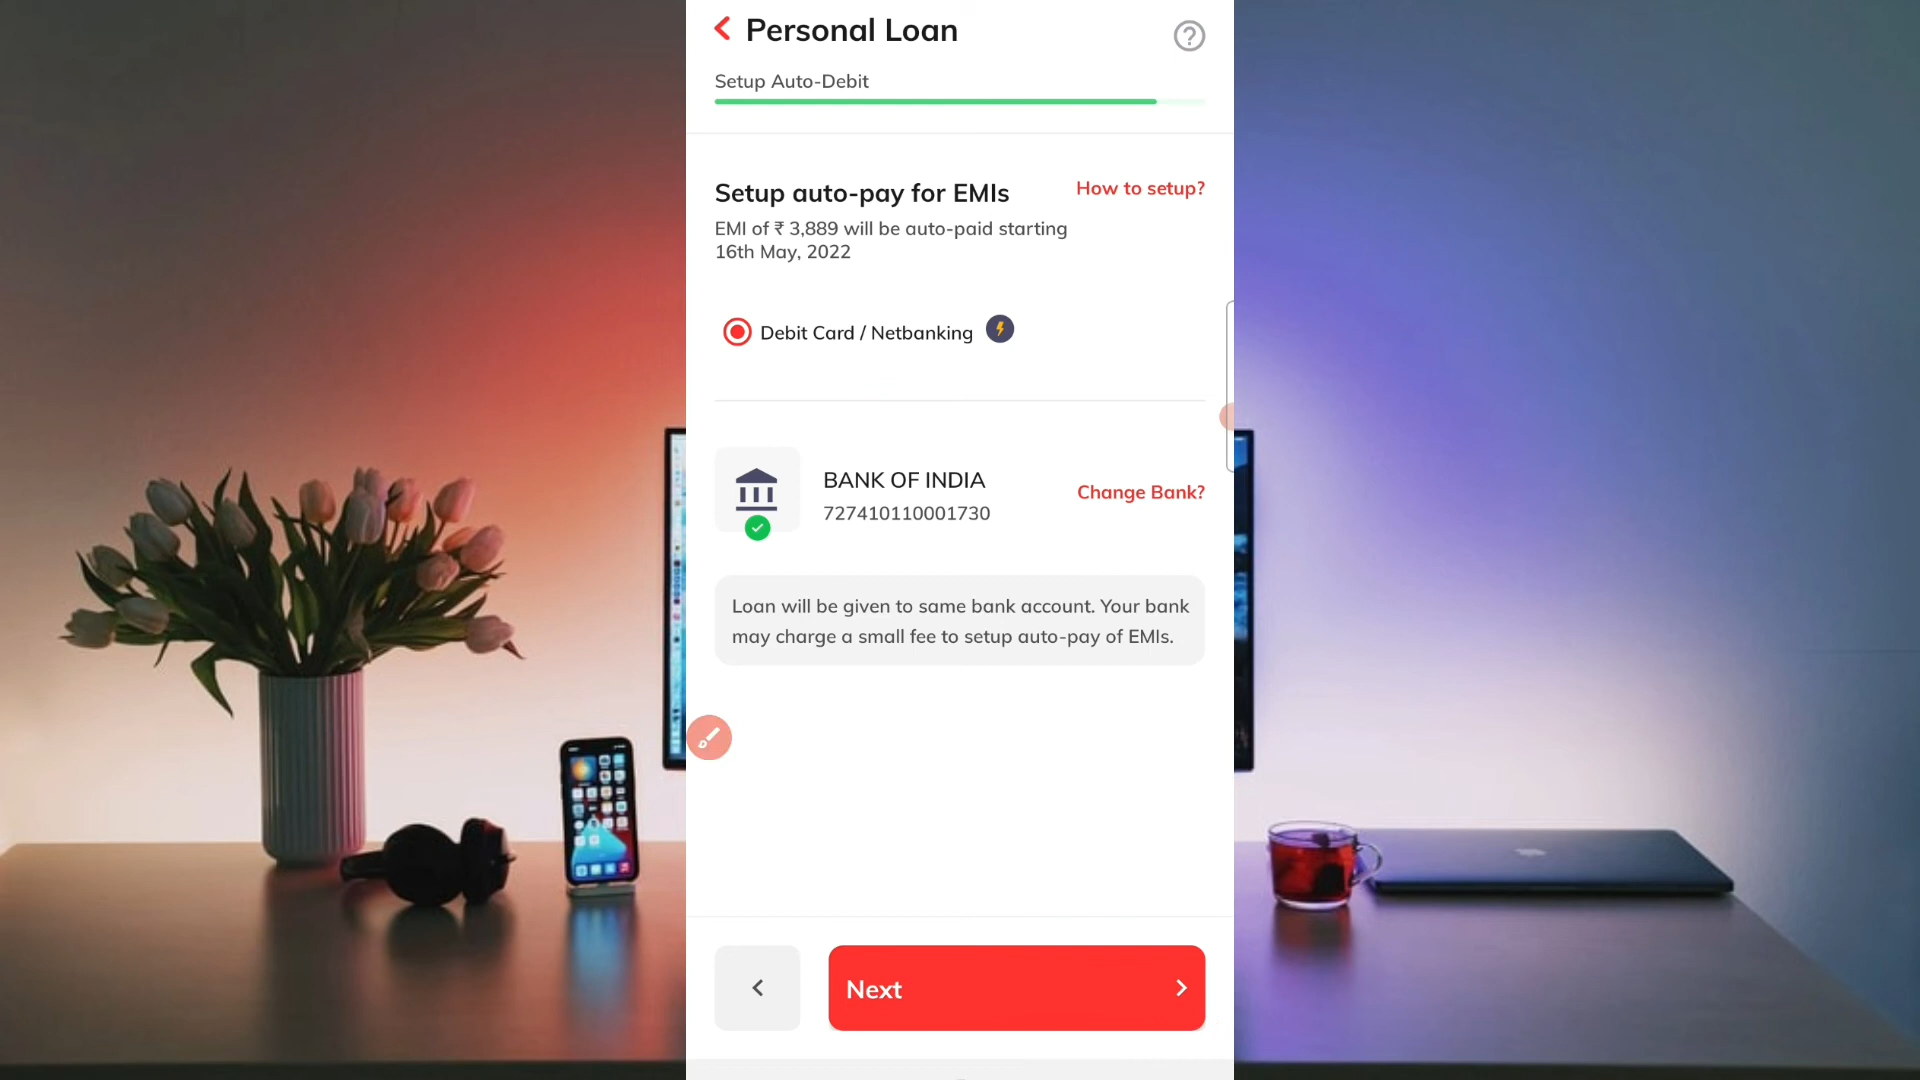 Personal Loan
Setup Auto-Debit
Setup auto-pay for EMIs
How to setup?
EMI of ₹ 3,889 will be auto-paid starting
16th May, 2022
Debit Card / Netbanking
BANK OF INDIA
727410110001730
Change Bank?
Loan will be given to same bank account. Your bank
may charge a small fee to setup auto-pay of EMIs.
Next